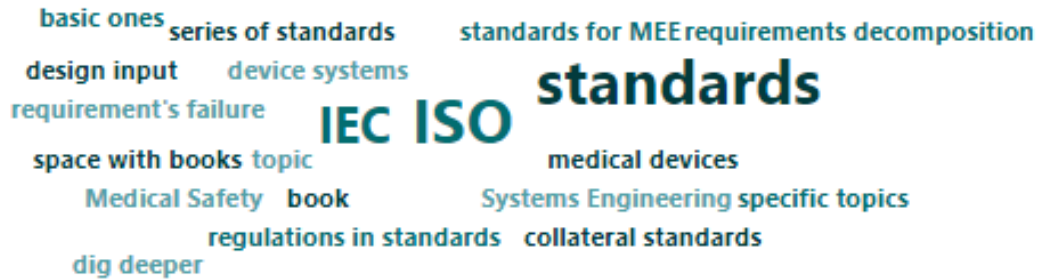 basic ones
series of standards
standards for MEE requirements decomposition
design input
device systems
standards
requirement's failure
IEC
ISO
space with books
topic
medical devices
Medical Safety
book
Systems Engineering
specific topics
regulations in standards
collateral standards
dig deeper